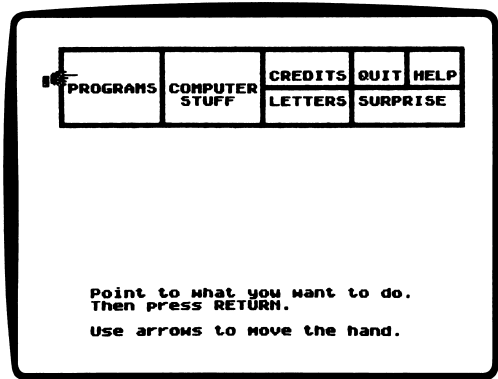 PROGRAMS
COMPUTER
STUFF
CREDITS
QUIT
HELP
LETTERS
SURPRISE
Point to what you want to do.
Then press RETURN.
Use arrows to move the hand.